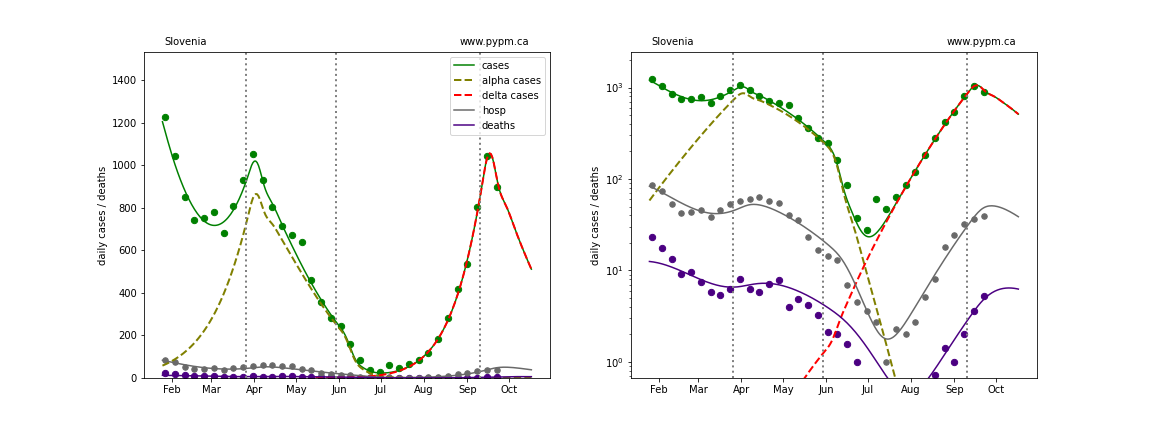 Slovenia www.pypm.ca
daily cases / deaths
1400
1200
1000
800
600
400
200
0
Feb Mar Apr May Jun Jul Aug Sep Oct
cases
alpha cases
delta cases
hosp
deaths
Slovenia www.pypm.ca
daily cases / deaths
10³
10²
10¹
10⁰
Feb Mar Apr May Jun Jul Aug Sep Oct